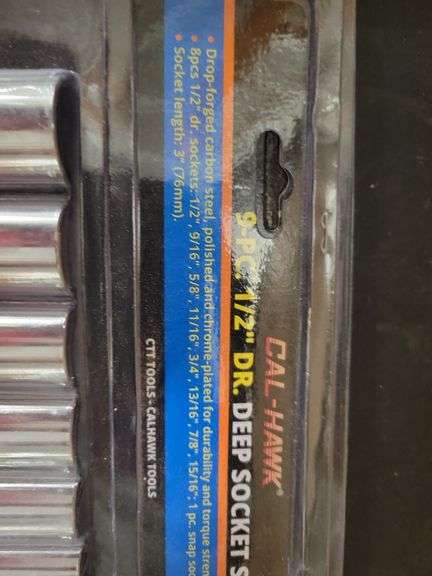 CAL-HAWK®
9-PC. 1/2" DR. DEEP SOCKET S
• Drop-forged carbon steel, polished and chrome-plated for durability and torque stren
• 8pcs 1/2" dr. sockets: 1/2", 9/16", 5/8", 11/16", 3/4", 13/16", 7/8", 15/16"; 1 pc. snap soc
• Socket length: 3" (76mm).
CTT TOOLS - CALHAWK TOOLS